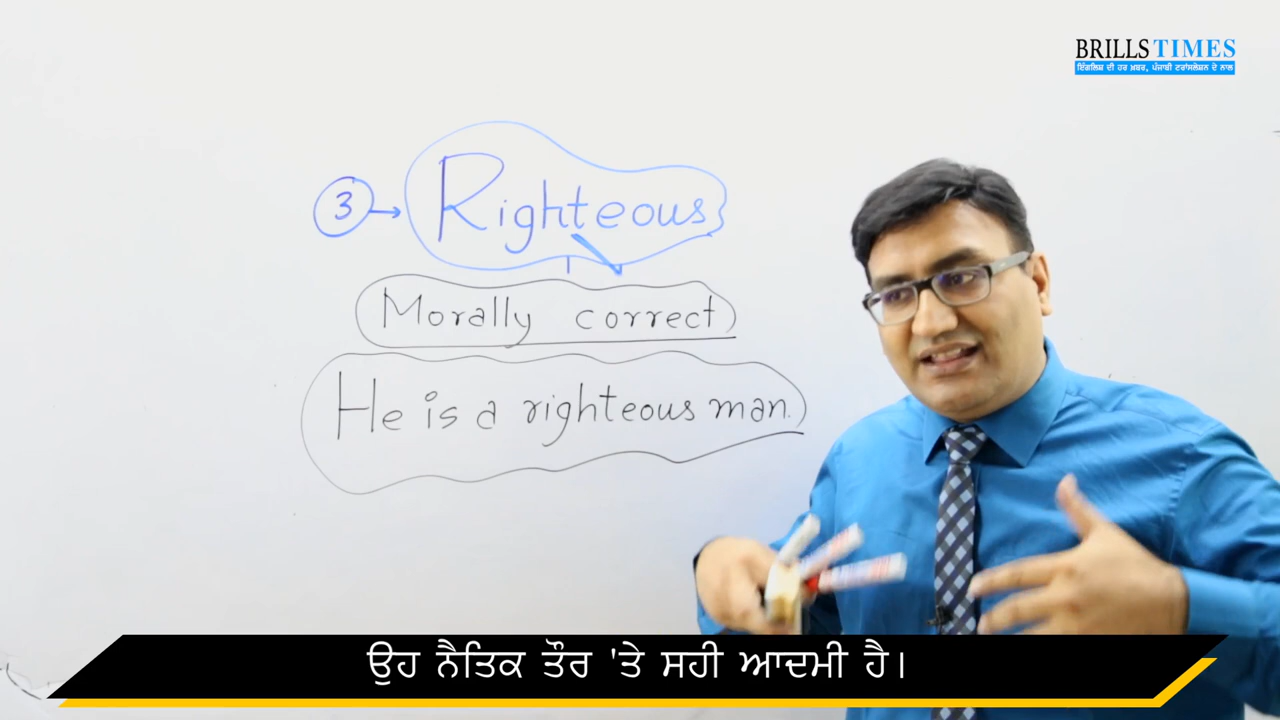 BRILLS TIMES
ਇੰਗਲਿਸ਼ ਦੀ ਹਰ ਖ਼ਬਰ, ਪੰਜਾਬੀ ਟਰਾਂਸਲੇਸ਼ਨ ਦੇ ਨਾਲ
3 → Righteous
Morally correct
He is a righteous man.
ਉਹ ਨੈਤਿਕ ਤੌਰ 'ਤੇ ਸਹੀ ਆਦਮੀ ਹੈ।